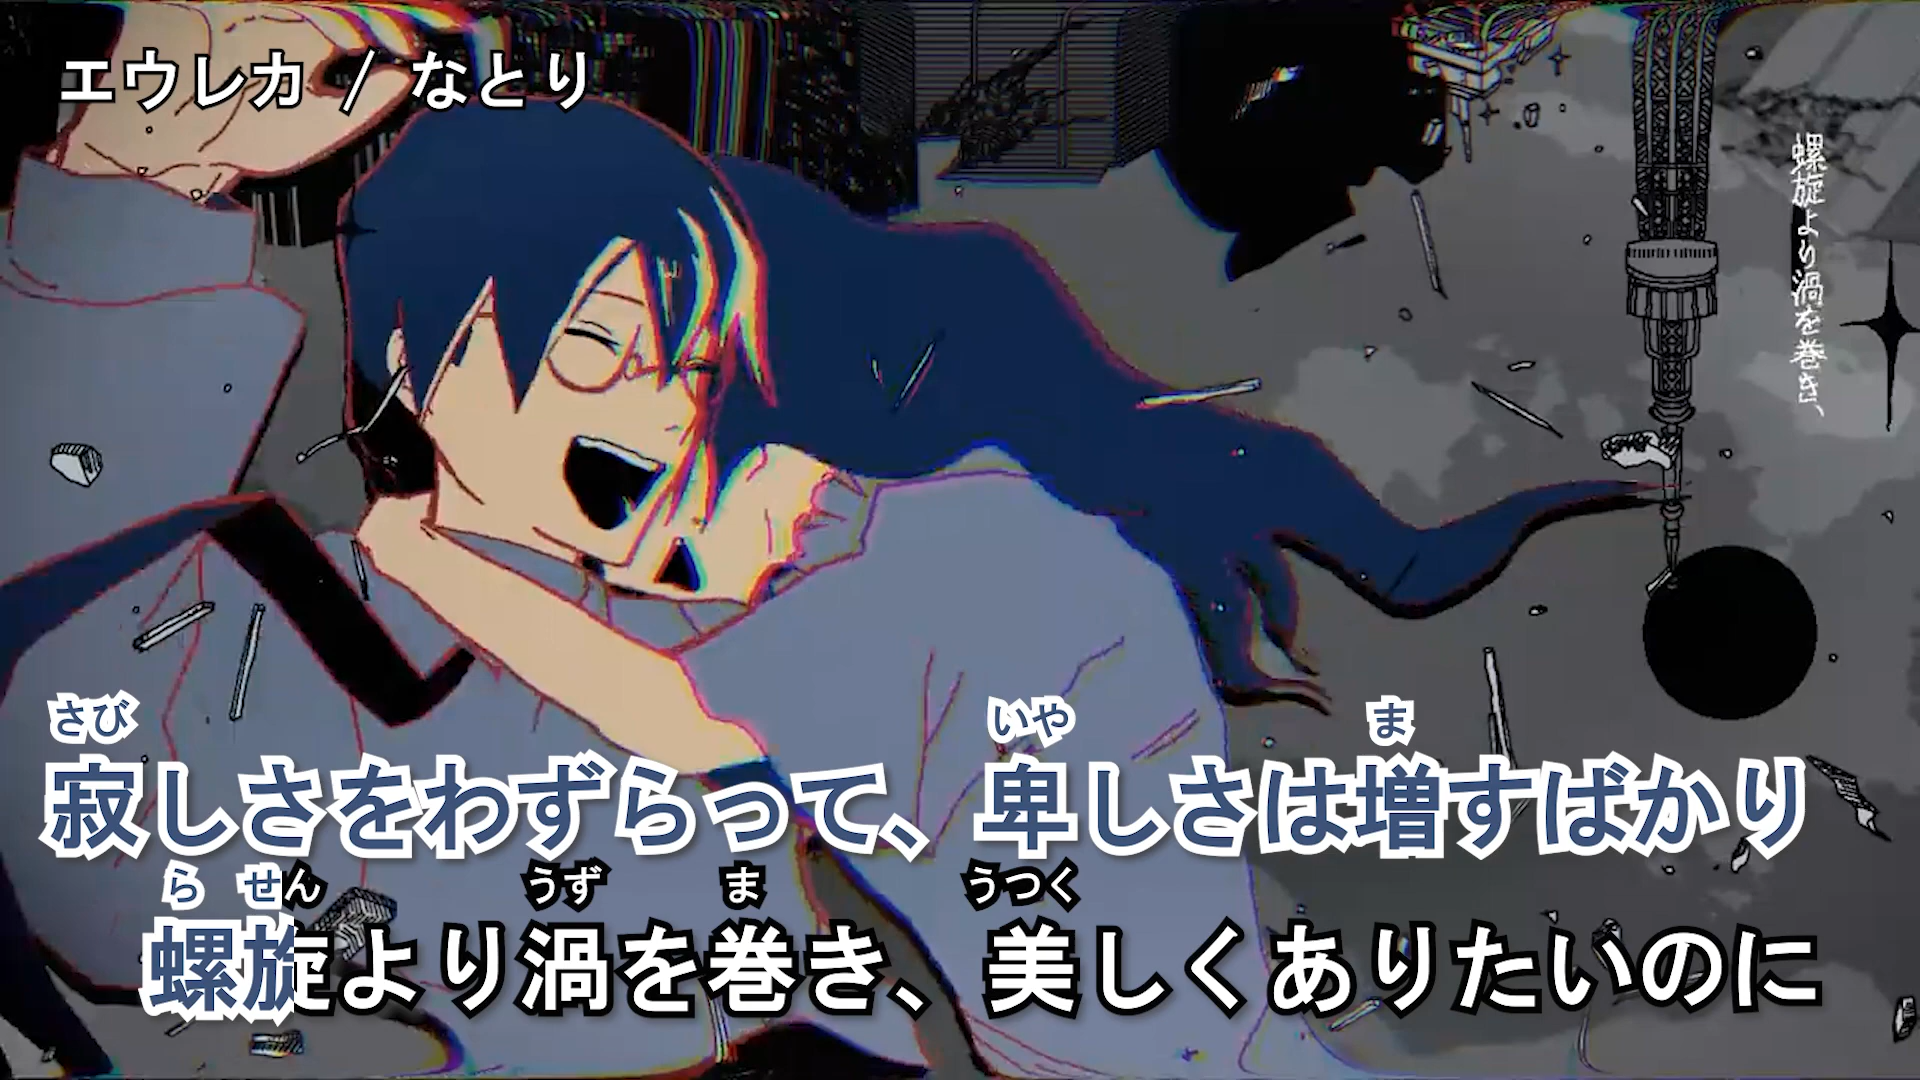 エウレカ / なとり
螺旋より渦を巻き、
さび いや ま
寂しさをわずらって、卑しさは増すばかり
らせん うず ま うつく
螺旋より渦を巻き、美しくありたいのに